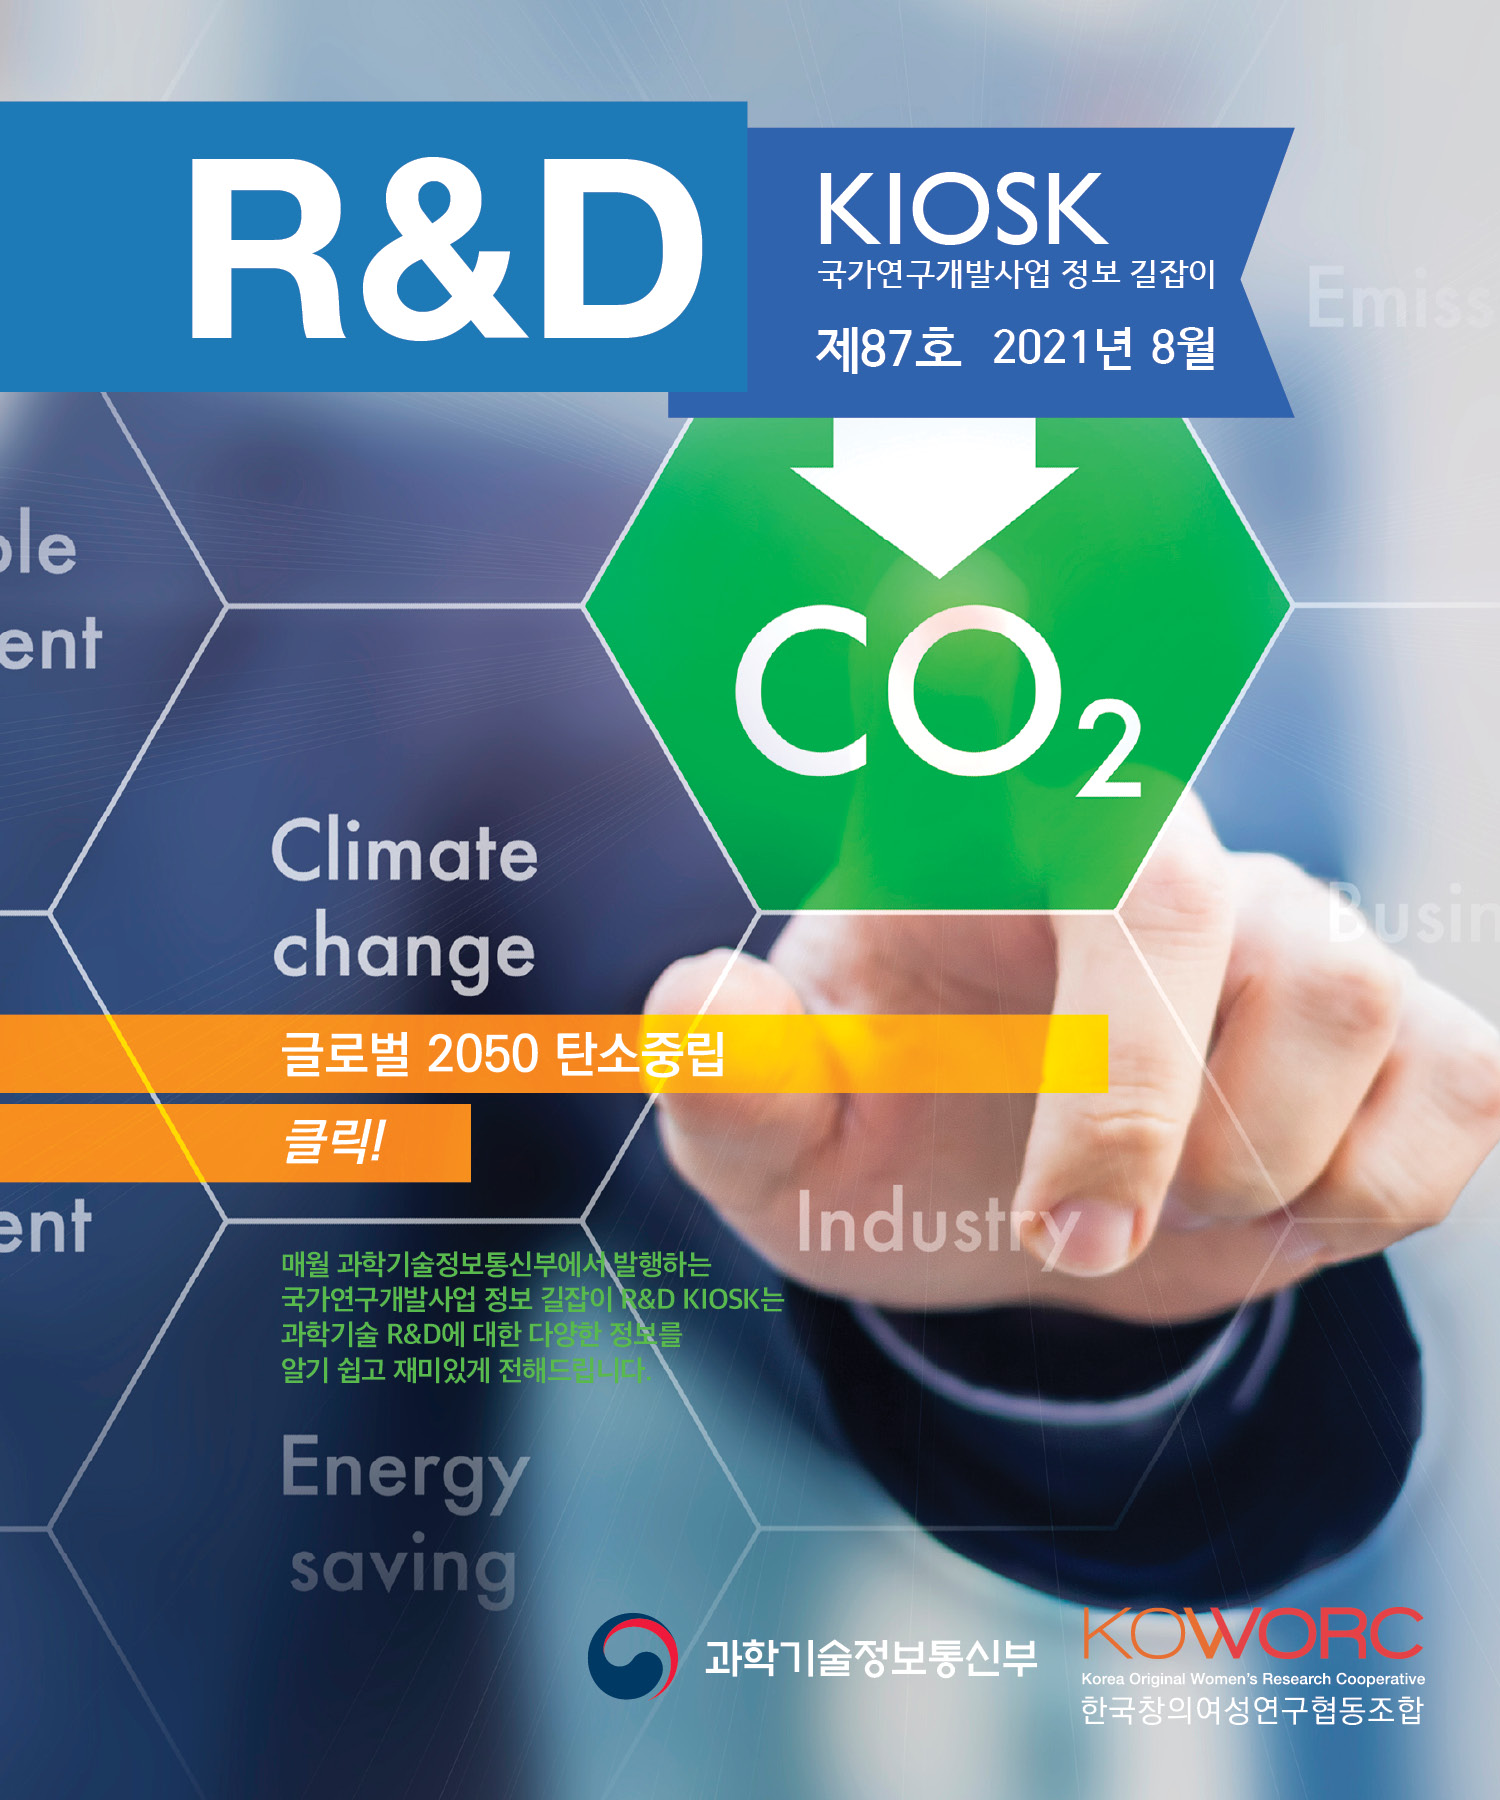 R&D
KIOSK
국가연구개발사업 정보 길잡이
제87호 2021년 8월
Emiss
ble
ent
CO2
Climate
change
Busin
글로벌 2050 탄소중립
클릭!
ent
Industry
매월 과학기술정보통신부에서 발행하는
국가연구개발사업 정보 길잡이 R&D KIOSK는
과학기술 R&D에 대한 다양한 정보를
알기 쉽고 재미있게 전해드립니다.
Energy
saving
과학기술정보통신부
KOWORC
Korea Original Women's Research Cooperative
한국창의여성연구협동조합